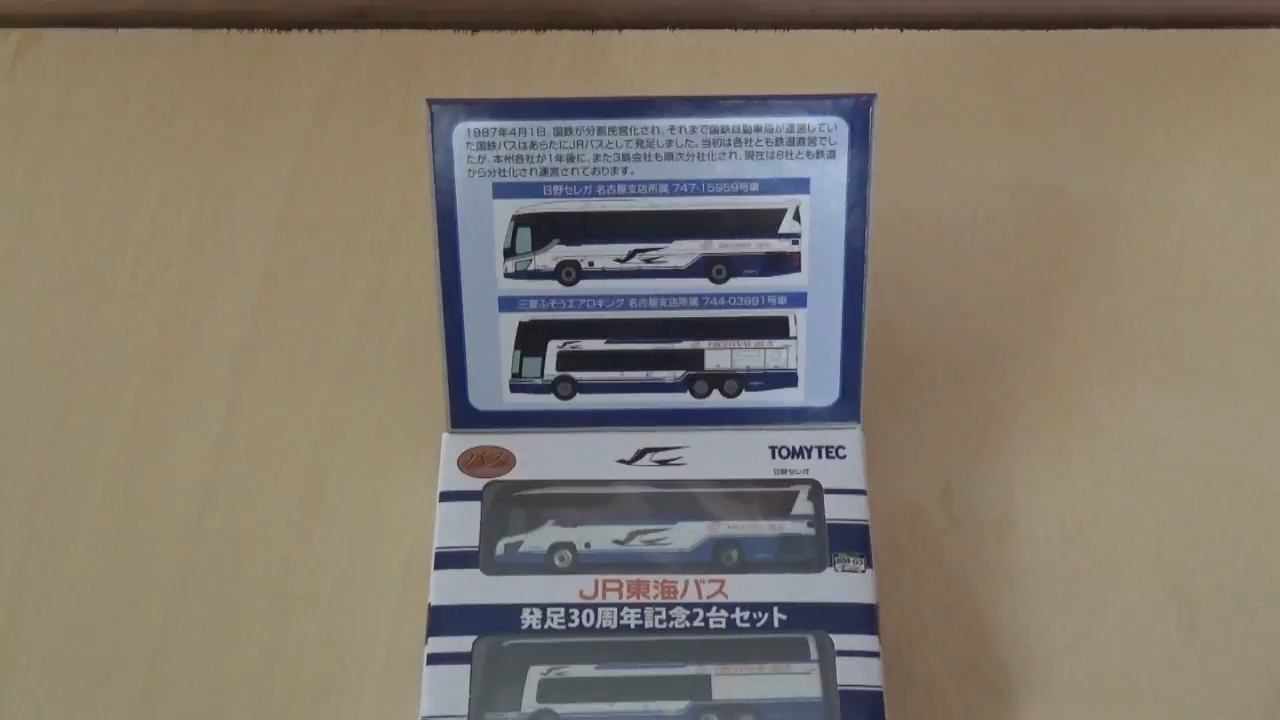 1987年4月1日、国鉄が分割民営化され、それまで国鉄自動車局が運営してい
た国鉄バスはあらたにJRバスとして発足しました。当初は各社とも鉄道直営でし
たが、本州各社が1年後に、また3島会社も順次分社化され、現在は8社とも鉄道
から分社化され運営されております。
日野セレガ 名古屋支店所属 747-15959号車
三菱ふそうエアロキング 名古屋支店所属 744-03991号車
バス
TOMYTEC
日野セレガ
JR東海バス
発足30周年記念2台セット